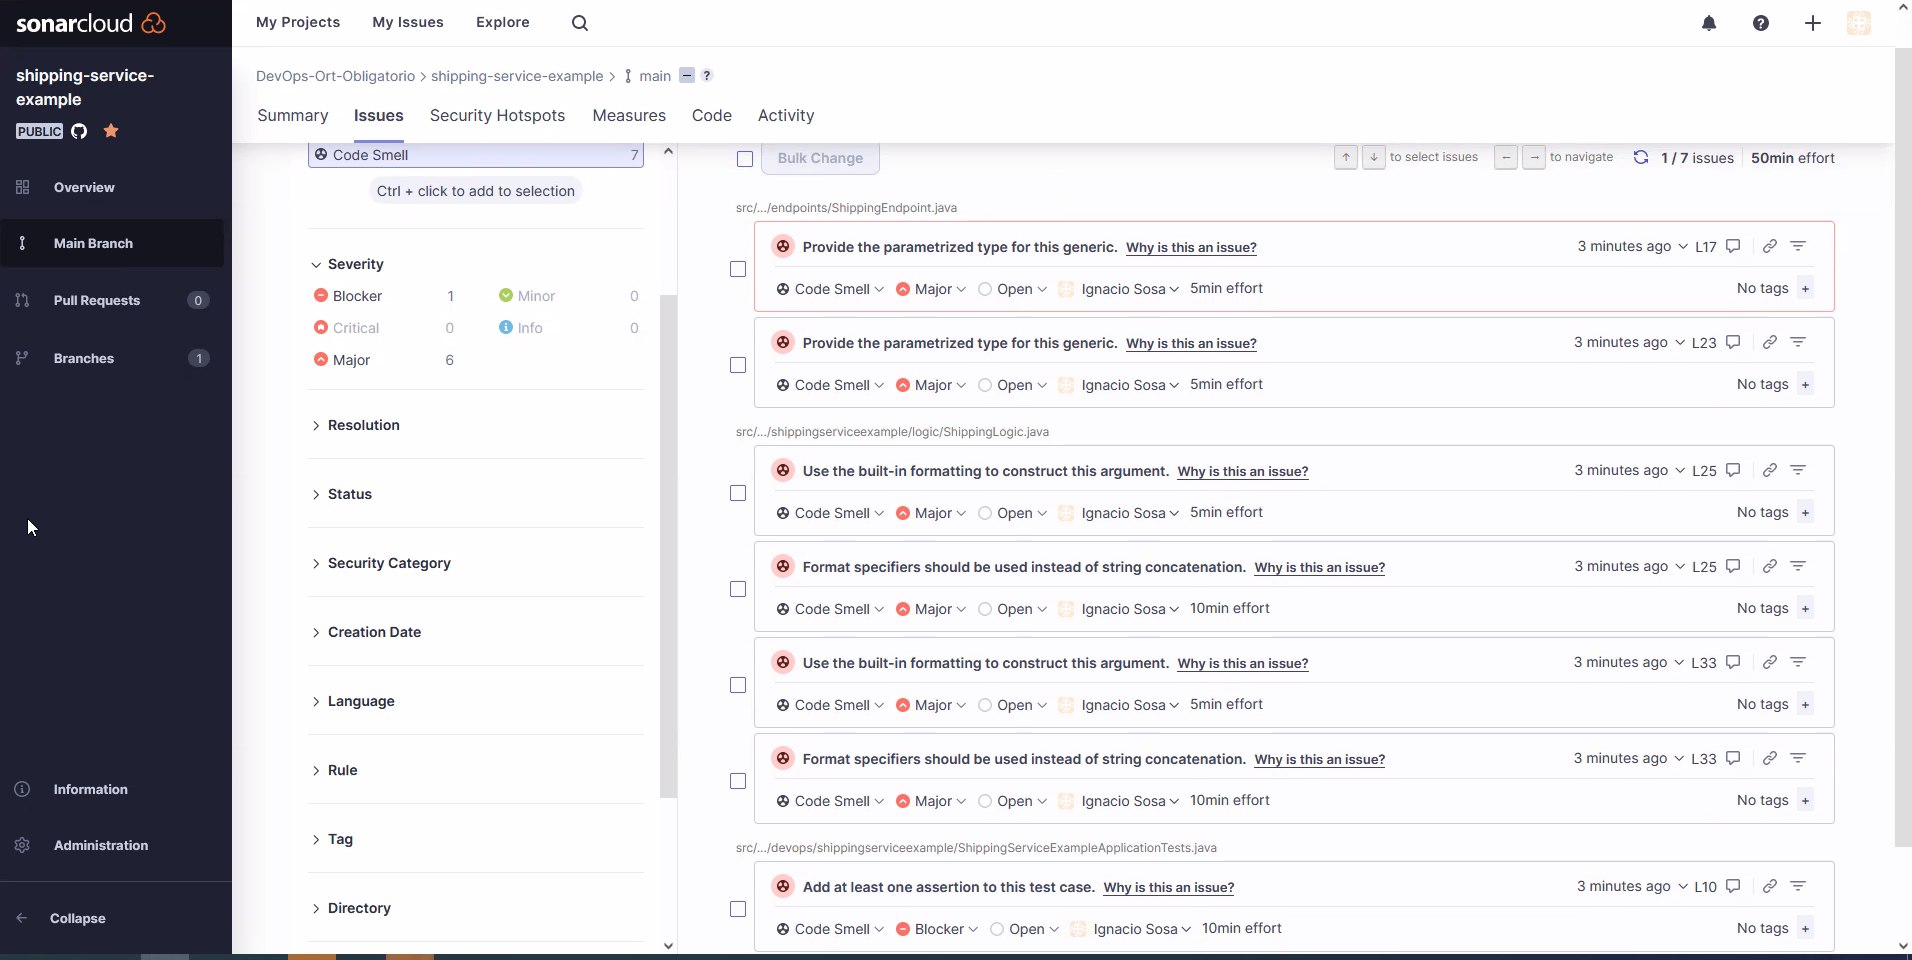 sonarcloud
My Projects My Issues Explore
shipping-service-
example
PUBLIC
Overview
Main Branch
Pull Requests 0
Branches 1
Information
Administration
Collapse
DevOps-Ort-Obligatorio > shipping-service-example > main ?
Summary Issues Security Hotspots Measures Code Activity
Code Smell 7
Ctrl + click to add to selection
Severity
Blocker 1 Minor 0
Critical 0 Info 0
Major 6
Resolution
Status
Security Category
Creation Date
Language
Rule
Tag
Directory
Bulk Change ↑ ↓ to select issues ← → to navigate 1 / 7 issues 50min effort
src/.../endpoints/ShippingEndpoint.java
Provide the parametrized type for this generic. Why is this an issue? 3 minutes ago L17
Code Smell Major Open Ignacio Sosa 5min effort No tags +
Provide the parametrized type for this generic. Why is this an issue? 3 minutes ago L23
Code Smell Major Open Ignacio Sosa 5min effort No tags +
src/.../shippingserviceexample/logic/ShippingLogic.java
Use the built-in formatting to construct this argument. Why is this an issue? 3 minutes ago L25
Code Smell Major Open Ignacio Sosa 5min effort No tags +
Format specifiers should be used instead of string concatenation. Why is this an issue? 3 minutes ago L25
Code Smell Major Open Ignacio Sosa 10min effort No tags +
Use the built-in formatting to construct this argument. Why is this an issue? 3 minutes ago L33
Code Smell Major Open Ignacio Sosa 5min effort No tags +
Format specifiers should be used instead of string concatenation. Why is this an issue? 3 minutes ago L33
Code Smell Major Open Ignacio Sosa 10min effort No tags +
src/.../devops/shippingserviceexample/ShippingServiceExampleApplicationTests.java
Add at least one assertion to this test case. Why is this an issue? 3 minutes ago L10
Code Smell Blocker Open Ignacio Sosa 10min effort No tags +